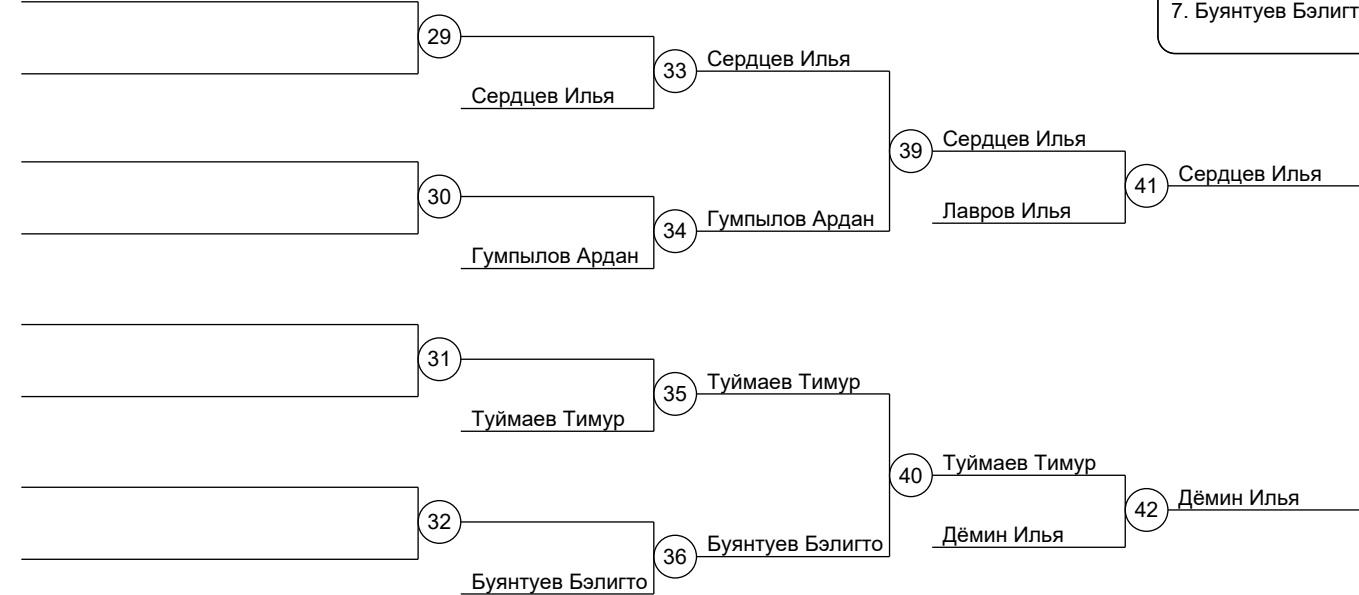 7. Буянтуев Бэлигт
29
33
Сердцев Илья
Сердцев Илья
39
Сердцев Илья
41
Сердцев Илья
Лавров Илья
30
34
Гумпылов Ардан
Гумпылов Ардан
31
35
Туймаев Тимур
Туймаев Тимур
40
Туймаев Тимур
42
Дёмин Илья
Дёмин Илья
32
36
Буянтуев Бэлигто
Буянтуев Бэлигто